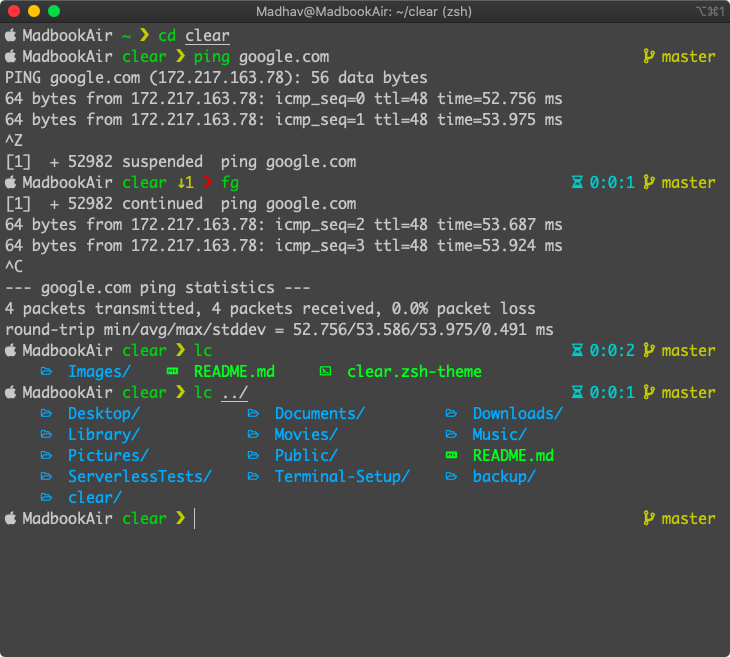 Madhav@MadbookAir: ~/clear (zsh) ⌥⌘1
MadbookAir ~ ❯ cd clear
MadbookAir clear ❯ ping google.com master
PING google.com (172.217.163.78): 56 data bytes
64 bytes from 172.217.163.78: icmp_seq=0 ttl=48 time=52.756 ms
64 bytes from 172.217.163.78: icmp_seq=1 ttl=48 time=53.975 ms
^Z
[1]  + 52982 suspended  ping google.com
MadbookAir clear ↓1 ❯ fg 0:0:1 master
[1]  + 52982 continued  ping google.com
64 bytes from 172.217.163.78: icmp_seq=2 ttl=48 time=53.687 ms
64 bytes from 172.217.163.78: icmp_seq=3 ttl=48 time=53.924 ms
^C
--- google.com ping statistics ---
4 packets transmitted, 4 packets received, 0.0% packet loss
round-trip min/avg/max/stddev = 52.756/53.586/53.975/0.491 ms
MadbookAir clear ❯ lc 0:0:2 master
Images/ README.md clear.zsh-theme
MadbookAir clear ❯ lc ../ 0:0:1 master
Desktop/ Documents/ Downloads/
Library/ Movies/ Music/
Pictures/ Public/ README.md
ServerlessTests/ Terminal-Setup/ backup/
clear/
MadbookAir clear ❯ master